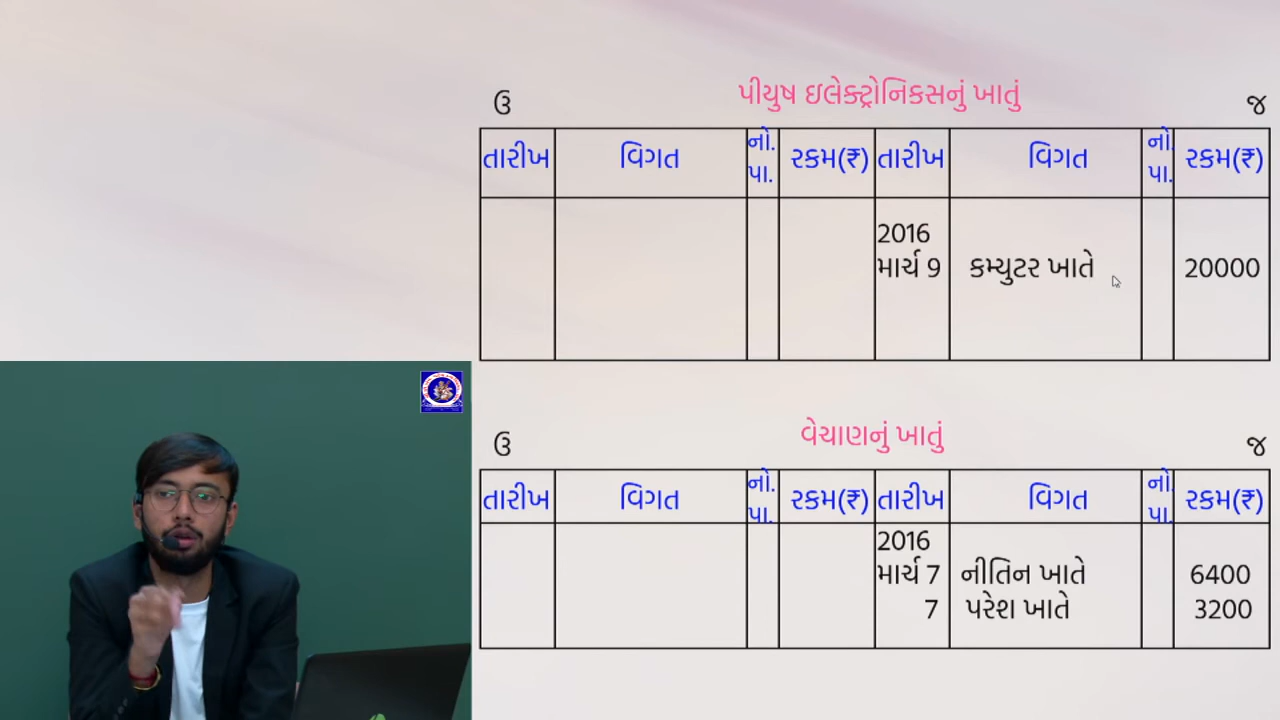 પીયુષ ઇલેક્ટ્રોનિકસનું ખાતું
ઉ જ
તારીખ વિગત નો. પા. રકમ(₹) તારીખ વિગત નો. પા. રકમ(₹)
2016
માર્ચ 9 કમ્યુટર ખાતે 20000
વેચાણનું ખાતું
ઉ જ
તારીખ વિગત નો. પા. રકમ(₹) તારીખ વિગત નો. પા. રકમ(₹)
2016
માર્ચ 7 નીતિન ખાતે 6400
7 પરેશ ખાતે 3200